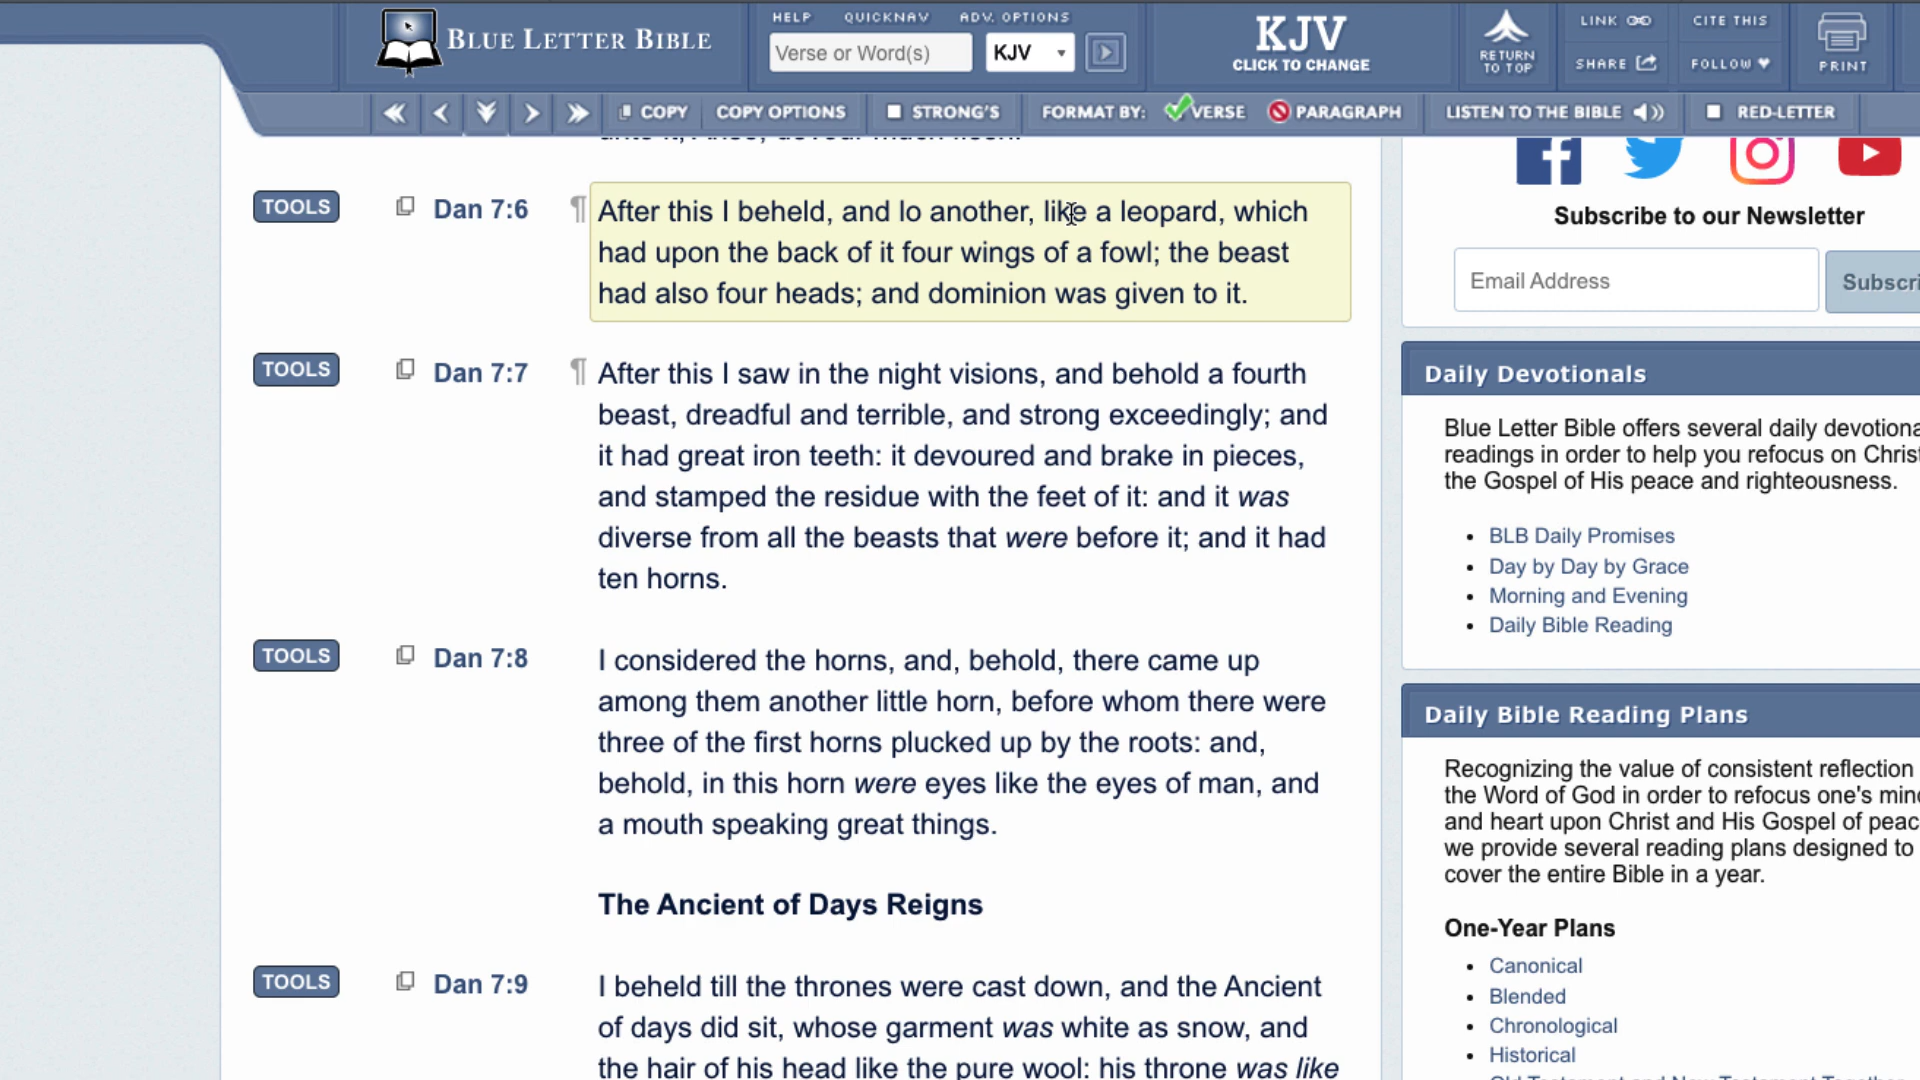 BLUE LETTER BIBLE
HELP QUICKNAV ADV. OPTIONS
Verse or Word(s)
KJV
KJV
CLICK TO CHANGE
RETURN
TO TOP
LINK
CITE THIS
SHARE
FOLLOW
PRINT
COPY
COPY OPTIONS
STRONG'S
FORMAT BY:
VERSE
PARAGRAPH
LISTEN TO THE BIBLE
RED-LETTER
TOOLS
Dan 7:6
¶ After this I beheld, and lo another, like a leopard, which
had upon the back of it four wings of a fowl; the beast
had also four heads; and dominion was given to it.
TOOLS
Dan 7:7
¶ After this I saw in the night visions, and behold a fourth
beast, dreadful and terrible, and strong exceedingly; and
it had great iron teeth: it devoured and brake in pieces,
and stamped the residue with the feet of it: and it was
diverse from all the beasts that were before it; and it had
ten horns.
TOOLS
Dan 7:8
I considered the horns, and, behold, there came up
among them another little horn, before whom there were
three of the first horns plucked up by the roots: and,
behold, in this horn were eyes like the eyes of man, and
a mouth speaking great things.
The Ancient of Days Reigns
TOOLS
Dan 7:9
I beheld till the thrones were cast down, and the Ancient
of days did sit, whose garment was white as snow, and
the hair of his head like the pure wool: his throne was like
Subscribe to our Newsletter
Email Address
Subscri
Daily Devotionals
Blue Letter Bible offers several daily devotiona
readings in order to help you refocus on Christ
the Gospel of His peace and righteousness.
• BLB Daily Promises
• Day by Day by Grace
• Morning and Evening
• Daily Bible Reading
Daily Bible Reading Plans
Recognizing the value of consistent reflection
the Word of God in order to refocus one's mind
and heart upon Christ and His Gospel of peac
we provide several reading plans designed to
cover the entire Bible in a year.
One-Year Plans
• Canonical
• Blended
• Chronological
• Historical